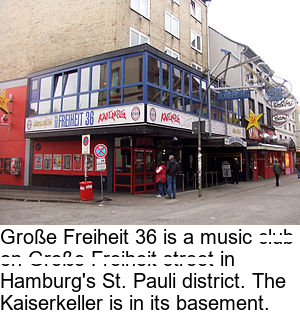 FREIHEIT 36
KAISERKELLER
KAISERKELLER
Große Freiheit 36 is a music club
on Große Freiheit street in
Hamburg's St. Pauli district. The
Kaiserkeller is in its basement.